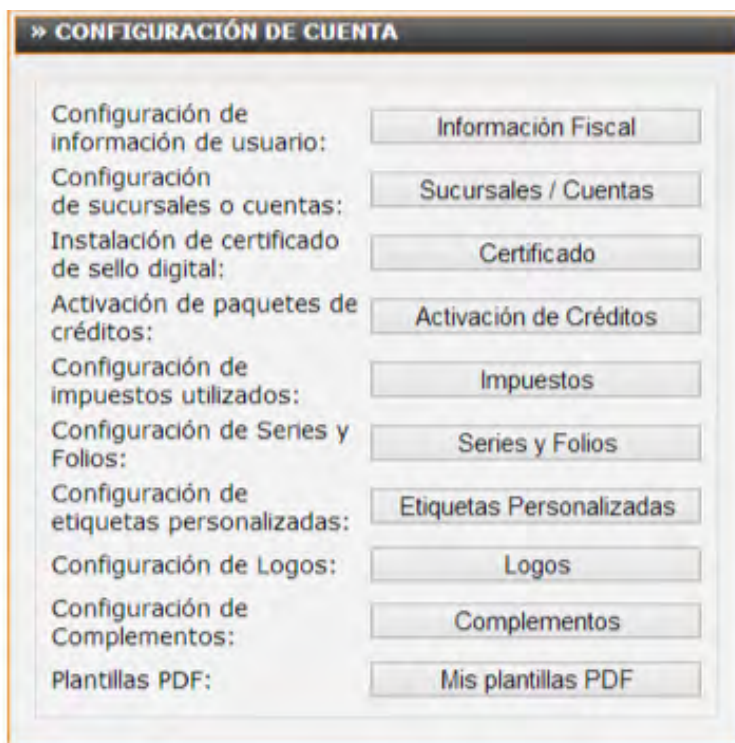 » CONFIGURACIÓN DE CUENTA
Configuración de
información de usuario:
Información Fiscal
Configuración
de sucursales o cuentas:
Sucursales / Cuentas
Instalación de certificado
de sello digital:
Certificado
Activación de paquetes de
créditos:
Activación de Créditos
Configuración de
impuestos utilizados:
Impuestos
Configuración de Series y
Folios:
Series y Folios
Configuración de
etiquetas personalizadas:
Etiquetas Personalizadas
Configuración de Logos:
Logos
Configuración de
Complementos:
Complementos
Plantillas PDF:
Mis plantillas PDF